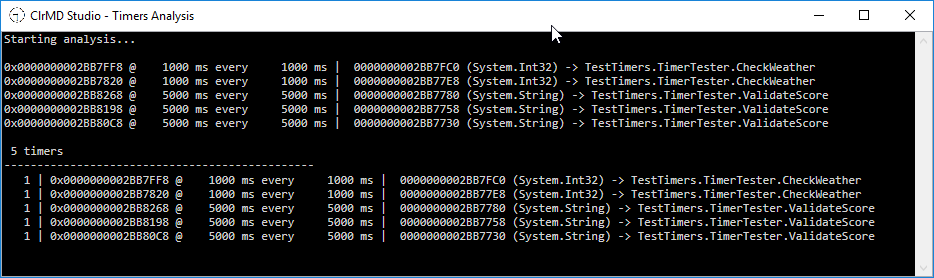 ClrMD Studio - Timers Analysis
Starting analysis...
0x0000000002BB7FF8 @    1000 ms every     1000 ms |  0000000002BB7FC0 (System.Int32) -> TestTimers.TimerTester.CheckWeather
0x0000000002BB7820 @    1000 ms every     1000 ms |  0000000002BB77E8 (System.Int32) -> TestTimers.TimerTester.CheckWeather
0x0000000002BB8268 @    5000 ms every     5000 ms |  0000000002BB7780 (System.String) -> TestTimers.TimerTester.ValidateScore
0x0000000002BB8198 @    5000 ms every     5000 ms |  0000000002BB7758 (System.String) -> TestTimers.TimerTester.ValidateScore
0x0000000002BB80C8 @    5000 ms every     5000 ms |  0000000002BB7730 (System.String) -> TestTimers.TimerTester.ValidateScore
5 timers
-----------------------------------------------
1 | 0x0000000002BB7FF8 @    1000 ms every     1000 ms |  0000000002BB7FC0 (System.Int32) -> TestTimers.TimerTester.CheckWeather
1 | 0x0000000002BB7820 @    1000 ms every     1000 ms |  0000000002BB77E8 (System.Int32) -> TestTimers.TimerTester.CheckWeather
1 | 0x0000000002BB8268 @    5000 ms every     5000 ms |  0000000002BB7780 (System.String) -> TestTimers.TimerTester.ValidateScore
1 | 0x0000000002BB8198 @    5000 ms every     5000 ms |  0000000002BB7758 (System.String) -> TestTimers.TimerTester.ValidateScore
1 | 0x0000000002BB80C8 @    5000 ms every     5000 ms |  0000000002BB7730 (System.String) -> TestTimers.TimerTester.ValidateScore